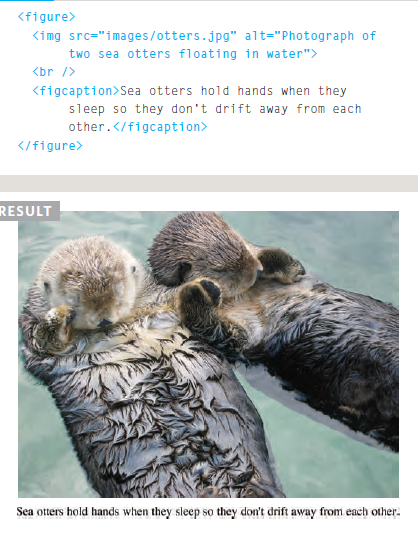 <figure>
<img src="images/otters.jpg" alt="Photograph of
two sea otters floating in water">
<br />
<figcaption>Sea otters hold hands when they
sleep so they don't drift away from each
other.</figcaption>
</figure>
RESULT
Sea otters hold hands when they sleep so they don't drift away from each other.